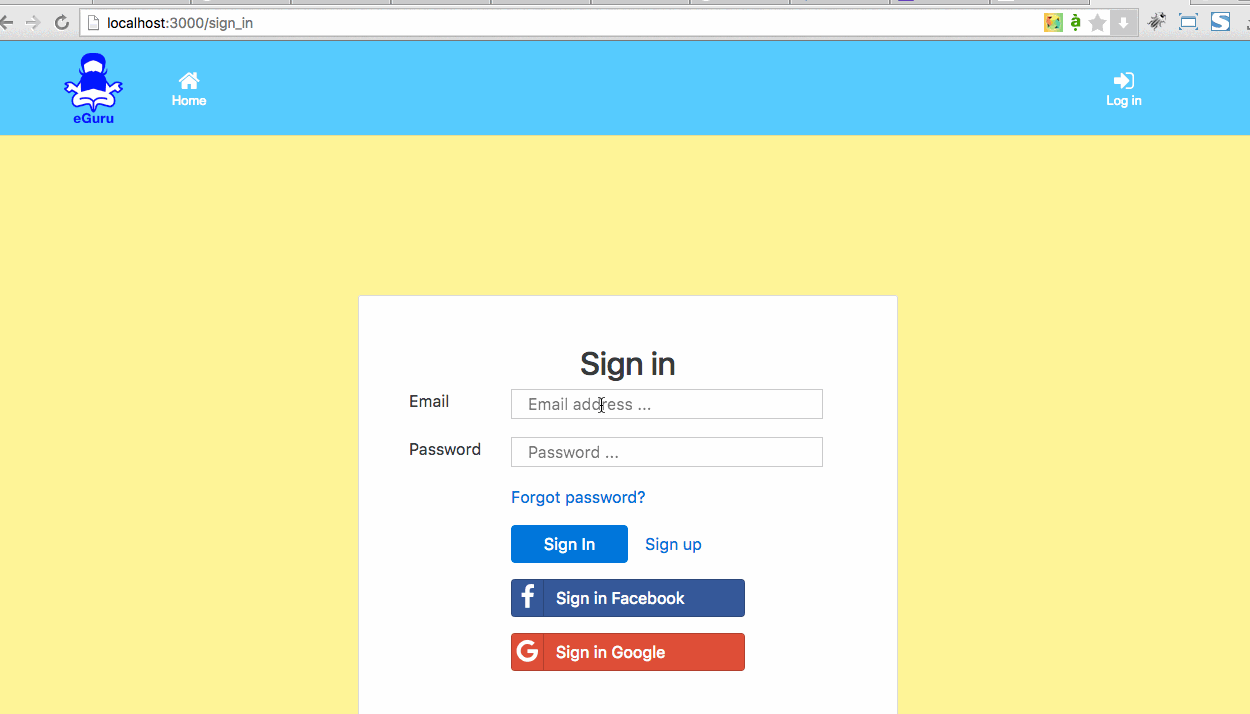 localhost:3000/sign_in
eGuru
Home
Log in
Sign in
Email
Email address ...
Password
Password ...
Forgot password?
Sign In
Sign up
Sign in Facebook
Sign in Google